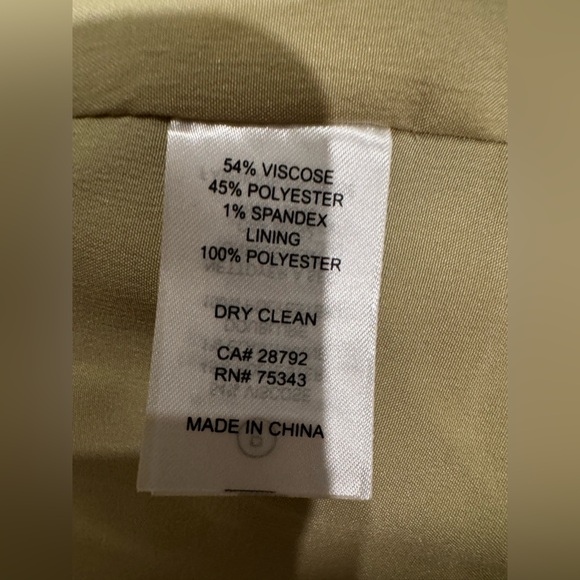 54% VISCOSE
45% POLYESTER
1% SPANDEX
LINING
100% POLYESTER
DRY CLEAN
CA# 28792
RN# 75343
MADE IN CHINA